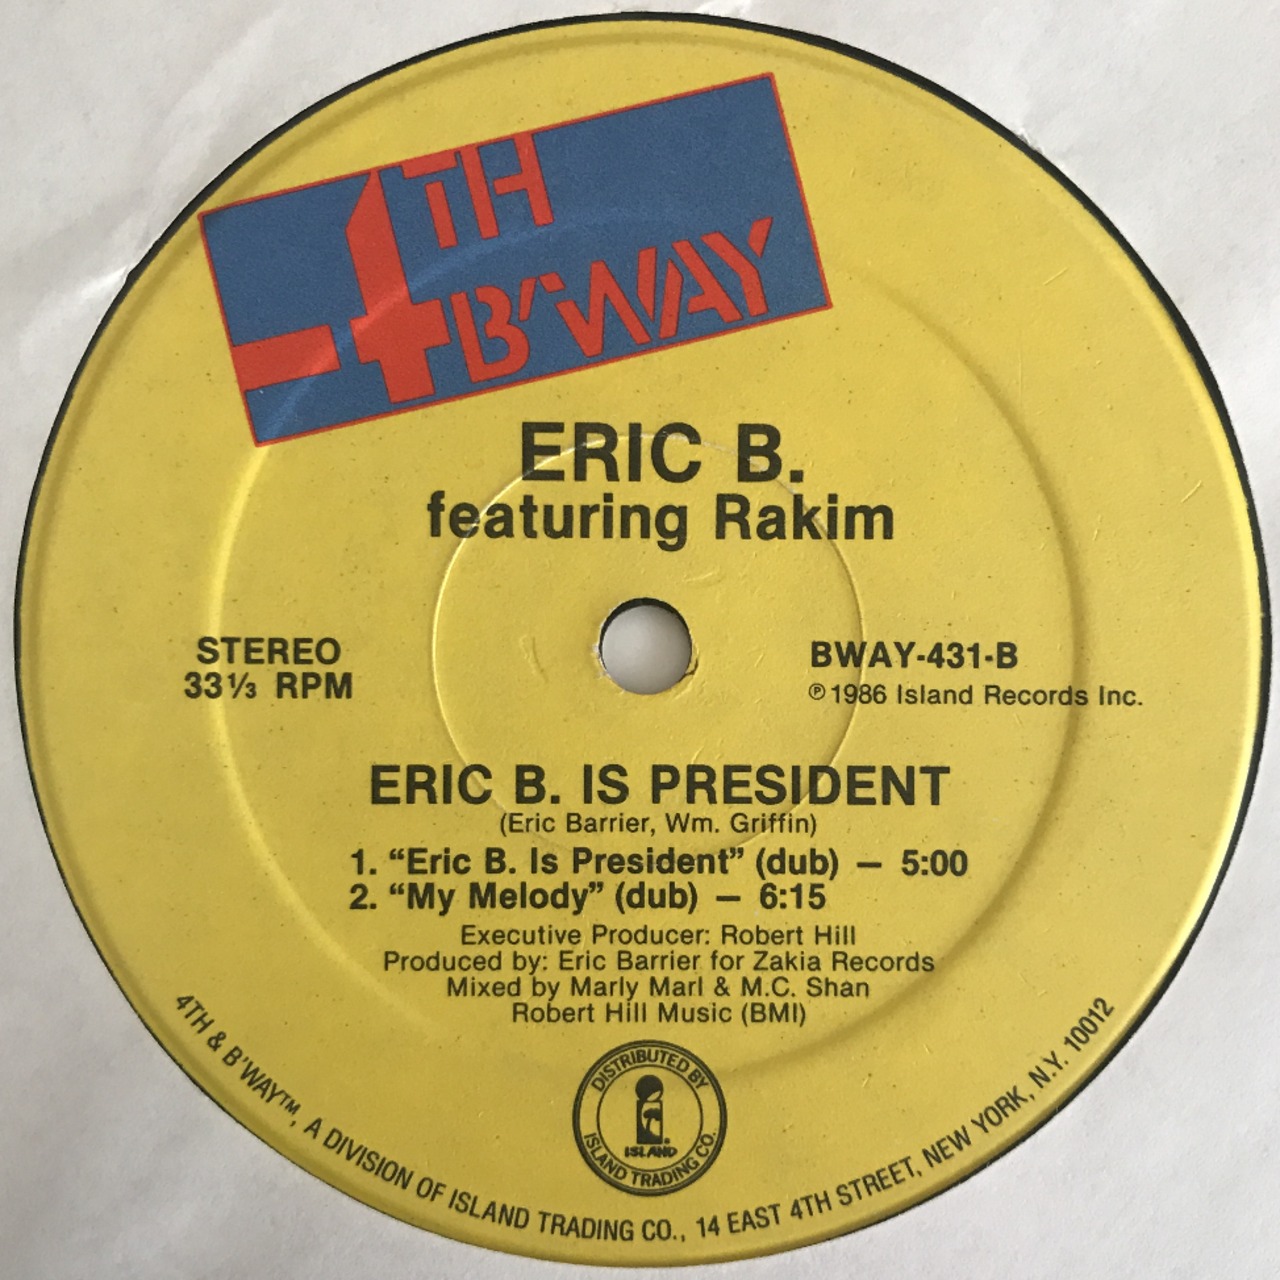 4TH
B'WAY
ERIC B.
featuring Rakim
STEREO
33⅓ RPM
BWAY-431-B
℗ 1986 Island Records Inc.
ERIC B. IS PRESIDENT
(Eric Barrier, Wm. Griffin)
1. “Eric B. Is President” (dub) — 5:00
2. “My Melody” (dub) — 6:15
Executive Producer: Robert Hill
Produced by: Eric Barrier for Zakia Records
Mixed by Marly Marl & M.C. Shan
Robert Hill Music (BMI)
DISTRIBUTED BY
ISLAND
ISLAND TRADING CO.
4TH & B'WAY™, A DIVISION OF ISLAND TRADING CO., 14 EAST 4TH STREET, NEW YORK, N.Y. 10012